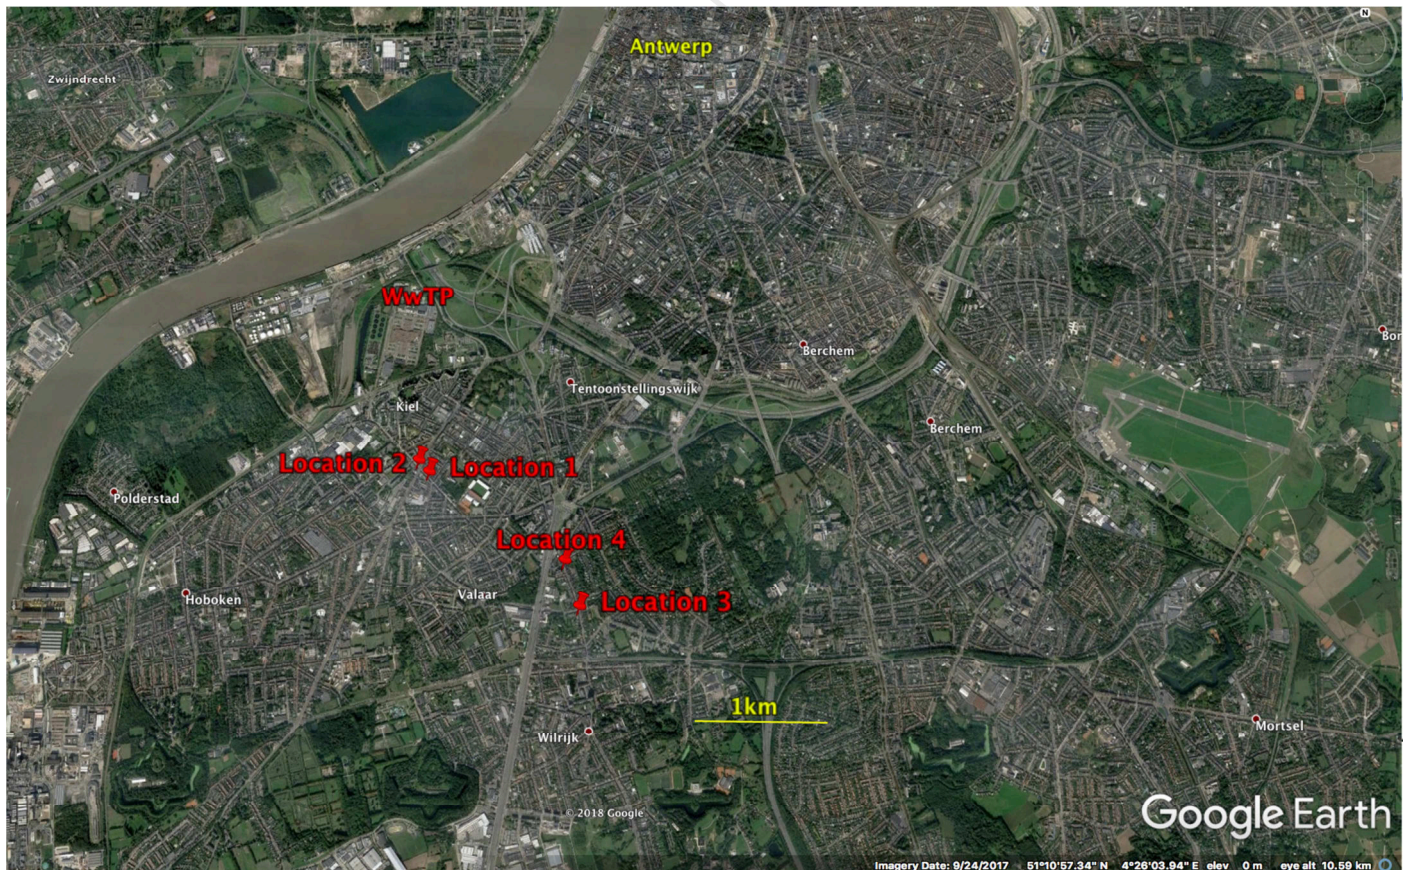 N
Antwerp
Zwijndrecht
WwTP
Bor
Berchem
Tentoonstellingswijk
Kiel
Berchem
Location 2
Location 1
Polderstad
Location 4
Hoboken
Valaar
Location 3
1km
Mortsel
Wilrijk
© 2018 Google
Google Earth
Imagery Date: 9/24/2017 51°10'57.34" N 4°26'03.94" E elev 0 m eye alt 10.59 km